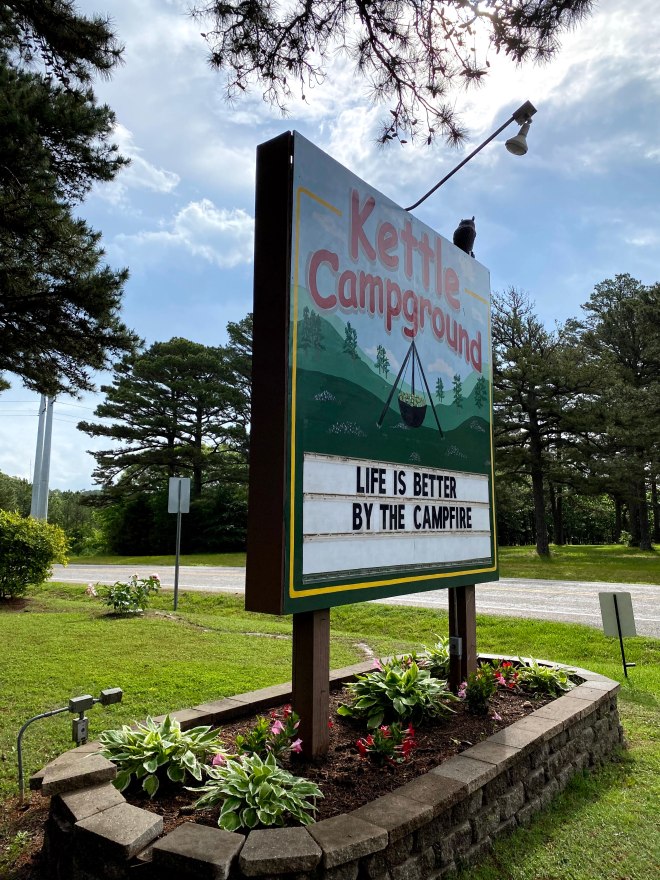 Kettle
Campground
LIFE IS BETTER
BY THE CAMPFIRE